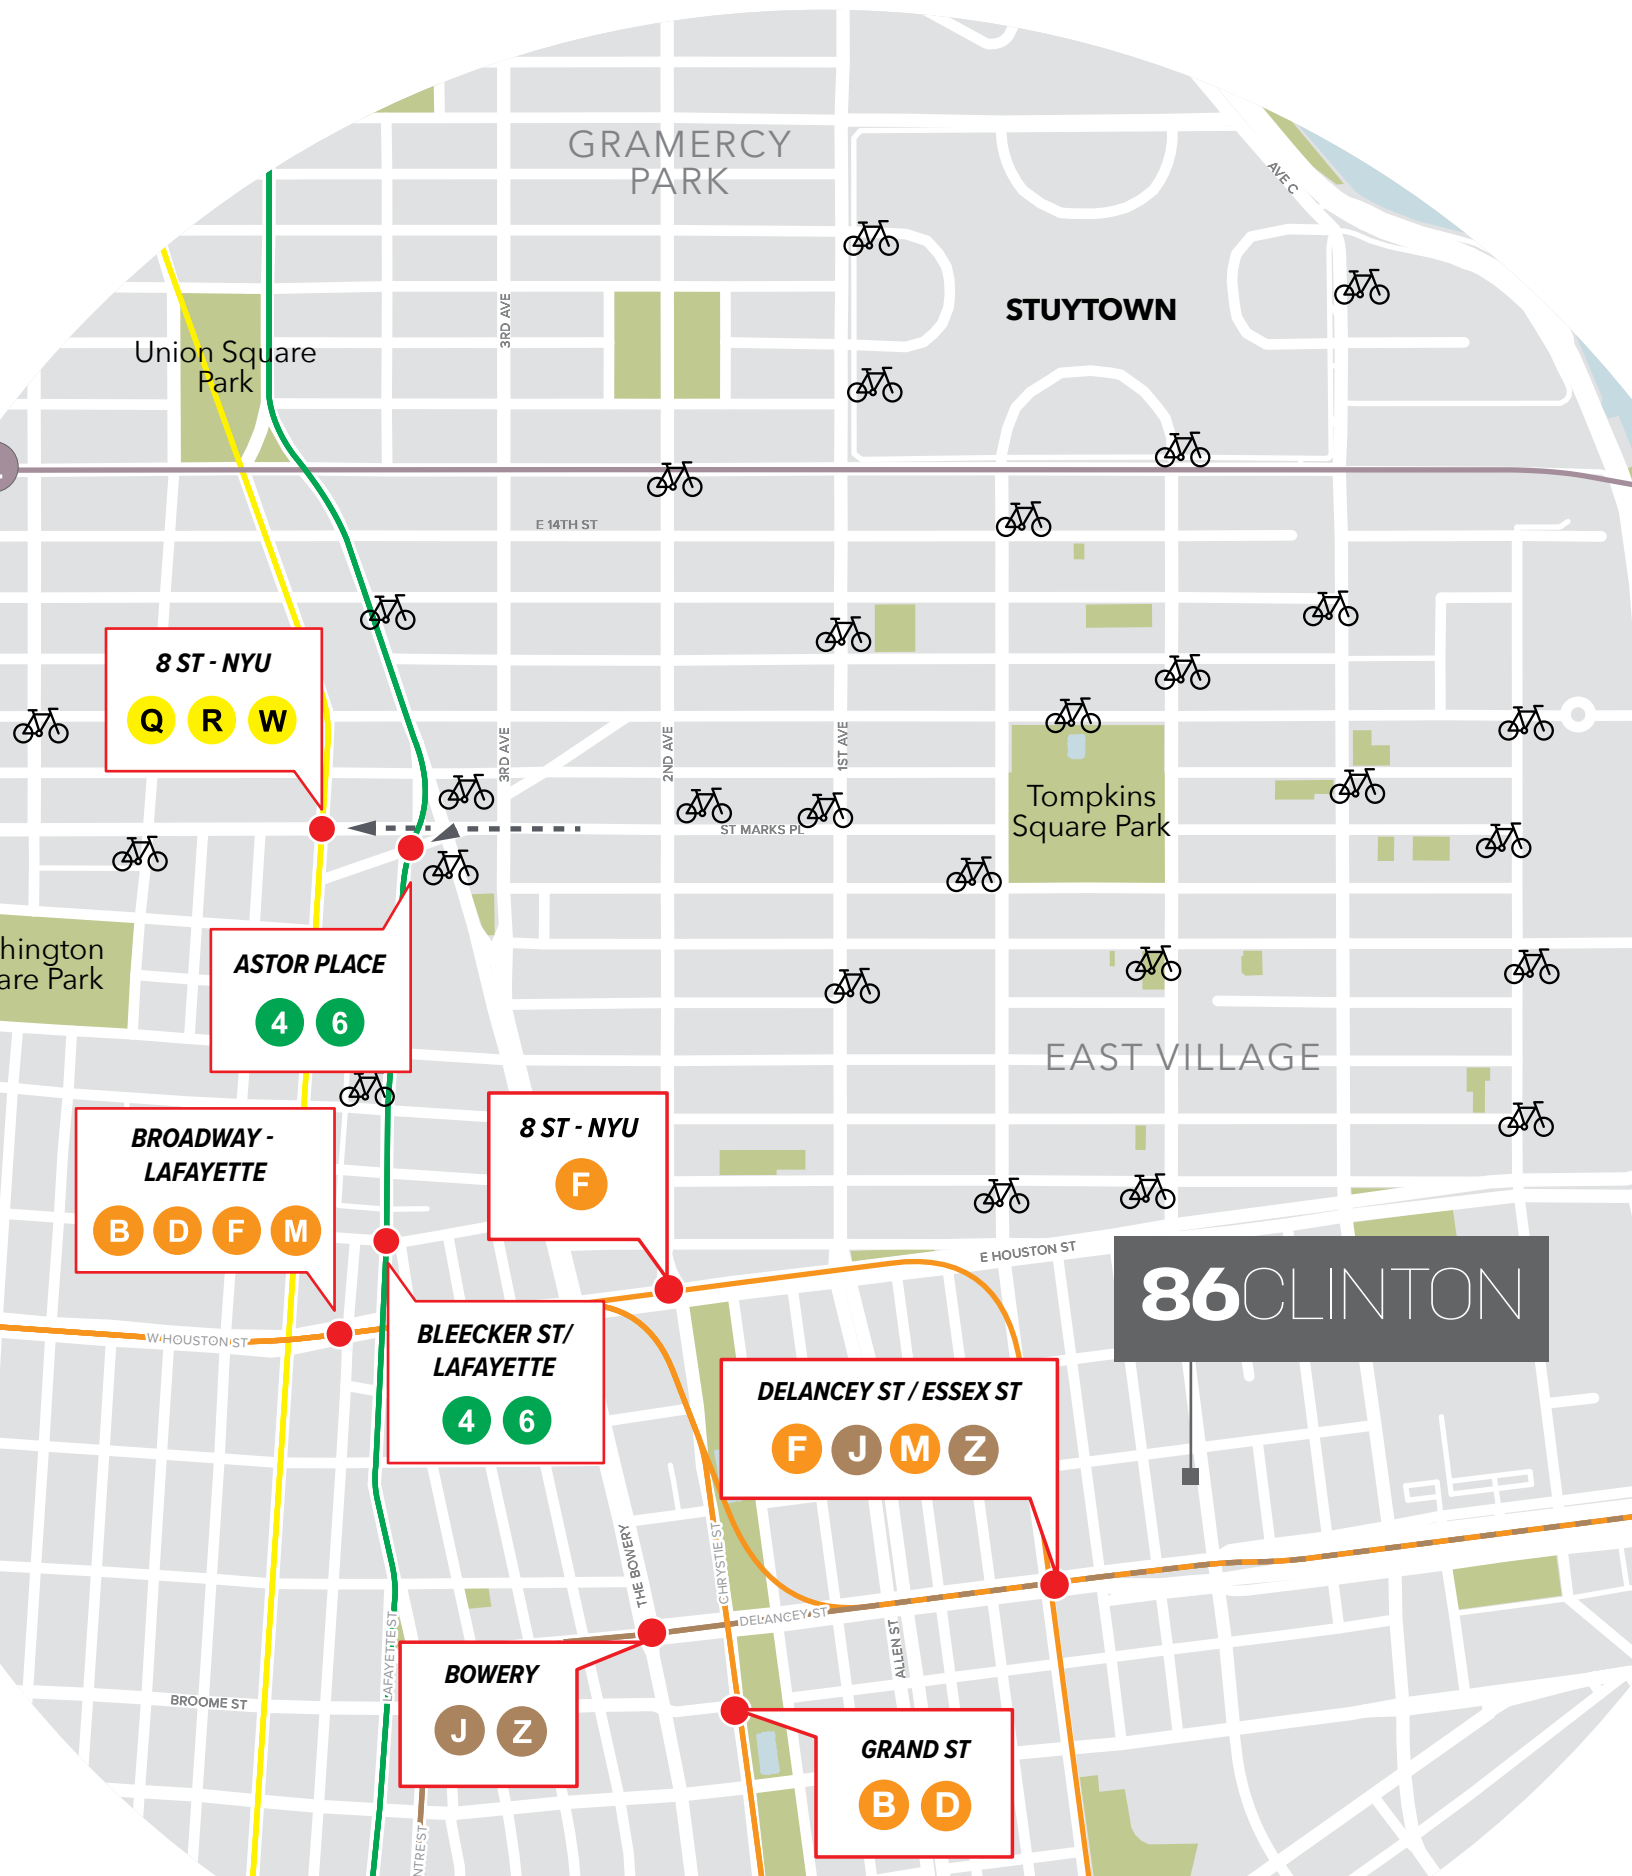 GRAMERCY
PARK
AVE C
STUYTOWN
3RD AVE
Union Square
Park
E 14TH ST
8 ST - NYU
Q R W
3RD AVE
2ND AVE
1ST AVE
ST MARKS PL
Tompkins
Square Park
hington
are Park
ASTOR PLACE
4 6
EAST VILLAGE
8 ST - NYU
F
BROADWAY -
LAFAYETTE
B D F M
E HOUSTON ST
86CLINTON
W HOUSTON ST
BLEECKER ST/
LAFAYETTE
4 6
DELANCEY ST / ESSEX ST
F J M Z
THE BOWERY
CHRYSTIE ST
DELANCEY ST
ALLEN ST
LAFAYETTE ST
BROOME ST
BOWERY
J Z
GRAND ST
B D
NTRE ST